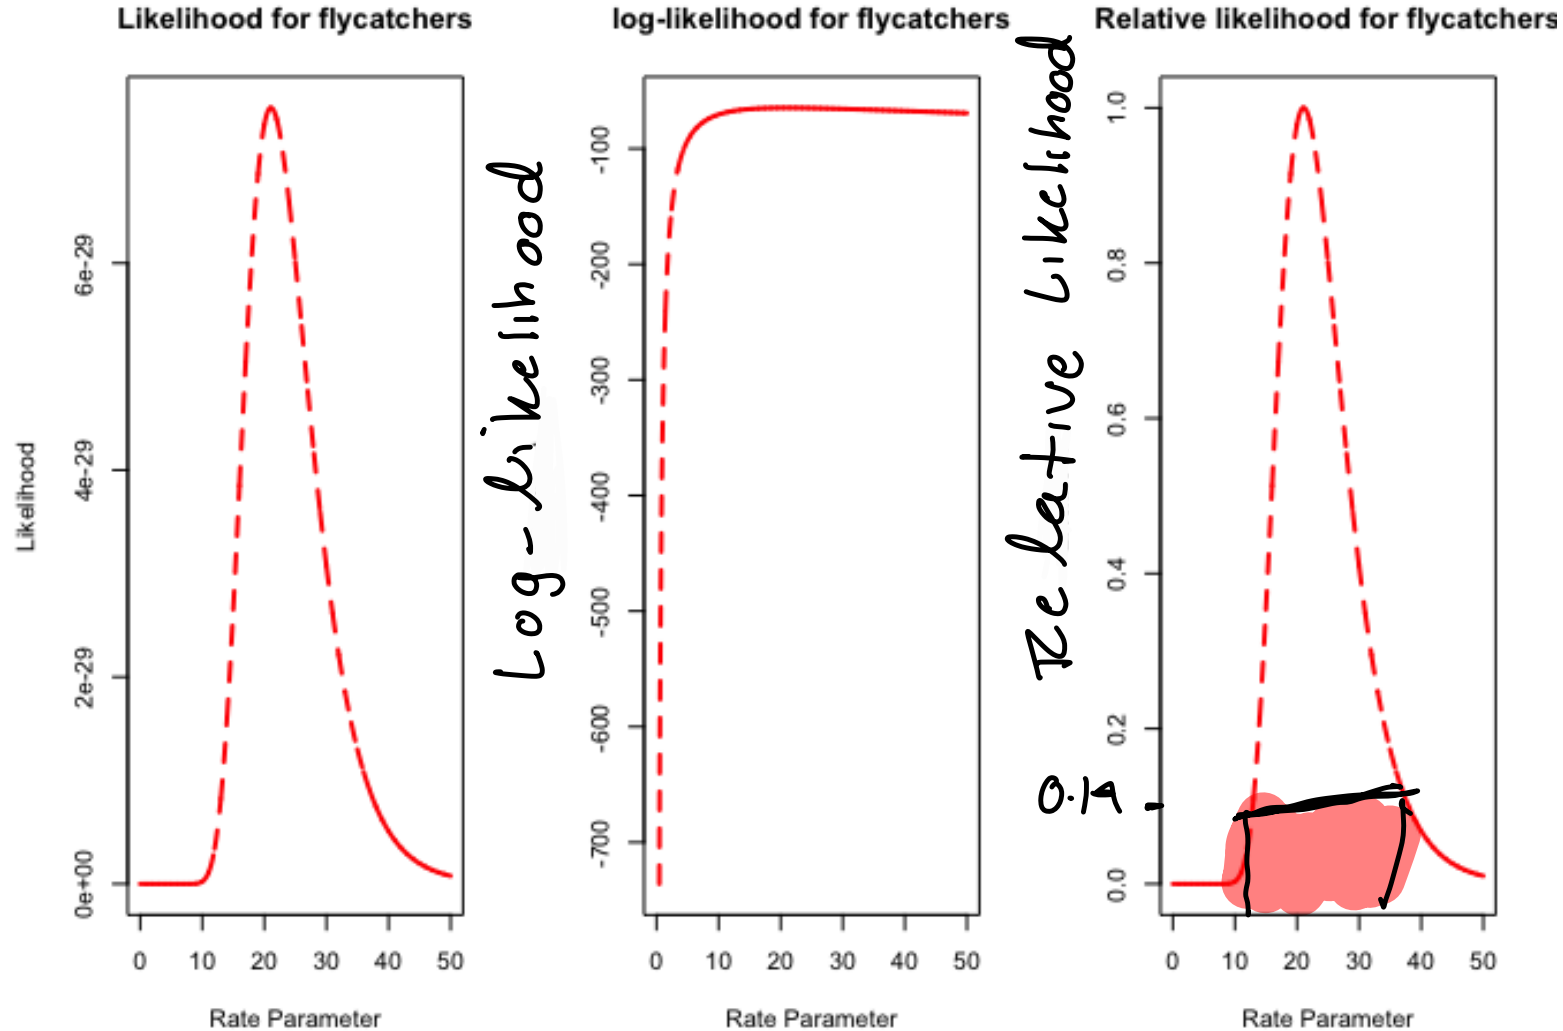 Likelihood for flycatchers
Likelihood
0e+00 2e-29 4e-29 6e-29
0 10 20 30 40 50
Rate Parameter
log-likelihood for flycatchers
Log-likelihood
-700 -600 -500 -400 -300 -200 -100
0 10 20 30 40 50
Rate Parameter
Relative likelihood for flycatchers
Relative Likelihood
0.0 0.2 0.4 0.6 0.8 1.0
0 10 20 30 40 50
Rate Parameter